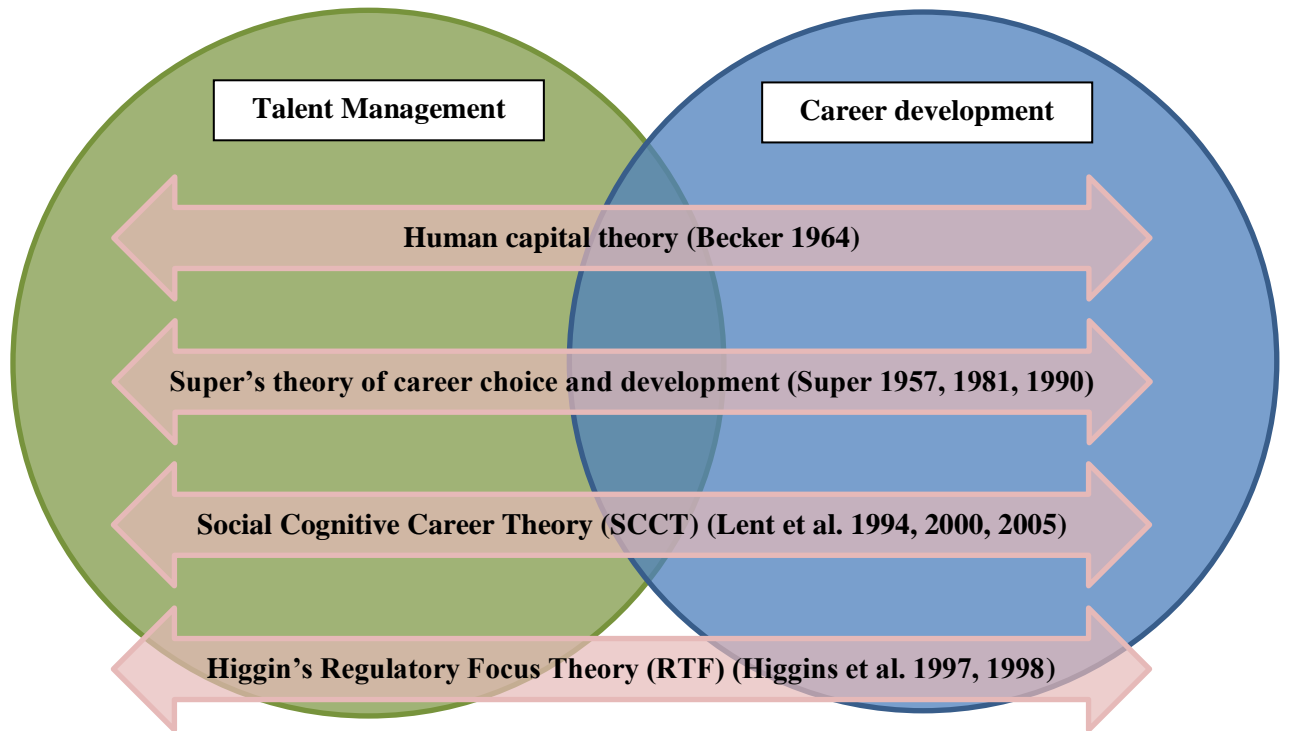 Talent Management
Career development
Human capital theory (Becker 1964)
Super’s theory of career choice and development (Super 1957, 1981, 1990)
Social Cognitive Career Theory (SCCT) (Lent et al. 1994, 2000, 2005)
Higgin’s Regulatory Focus Theory (RTF) (Higgins et al. 1997, 1998)